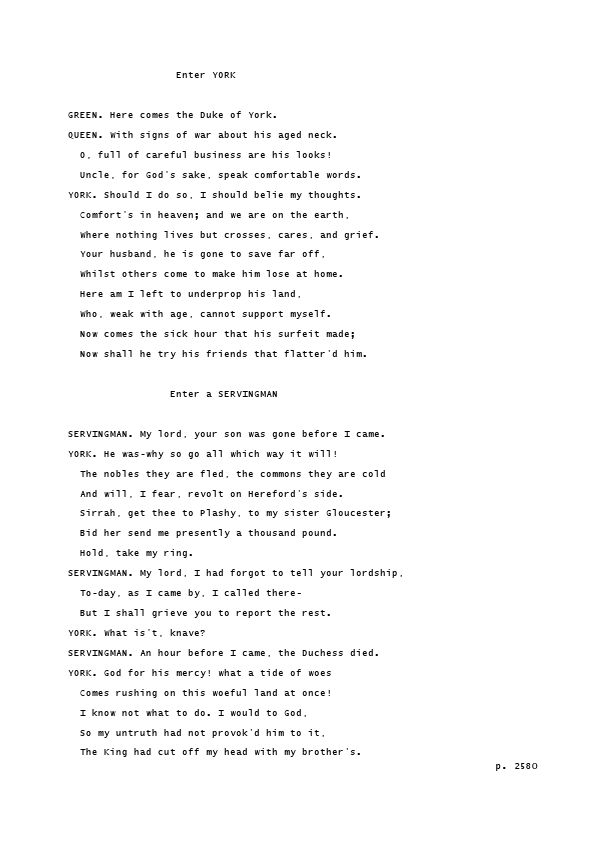 Enter YORK
GREEN. Here comes the Duke of York.
QUEEN. With signs of war about his aged neck.
O, full of careful business are his looks!
Uncle, for God's sake, speak comfortable words.
YORK. Should I do so, I should belie my thoughts.
Comfort's in heaven; and we are on the earth,
Where nothing lives but crosses, cares, and grief.
Your husband, he is gone to save far off,
Whilst others come to make him lose at home.
Here am I left to underprop his land,
Who, weak with age, cannot support myself.
Now comes the sick hour that his surfeit made;
Now shall he try his friends that flatter'd him.
Enter a SERVINGMAN
SERVINGMAN. My lord, your son was gone before I came.
YORK. He was-why so go all which way it will!
The nobles they are fled, the commons they are cold
And will, I fear, revolt on Hereford's side.
Sirrah, get thee to Plashy, to my sister Gloucester;
Bid her send me presently a thousand pound.
Hold, take my ring.
SERVINGMAN. My lord, I had forgot to tell your lordship,
To-day, as I came by, I called there-
But I shall grieve you to report the rest.
YORK. What is't, knave?
SERVINGMAN. An hour before I came, the Duchess died.
YORK. God for his mercy! what a tide of woes
Comes rushing on this woeful land at once!
I know not what to do. I would to God,
So my untruth had not provok'd him to it,
The King had cut off my head with my brother's.
p. 2580